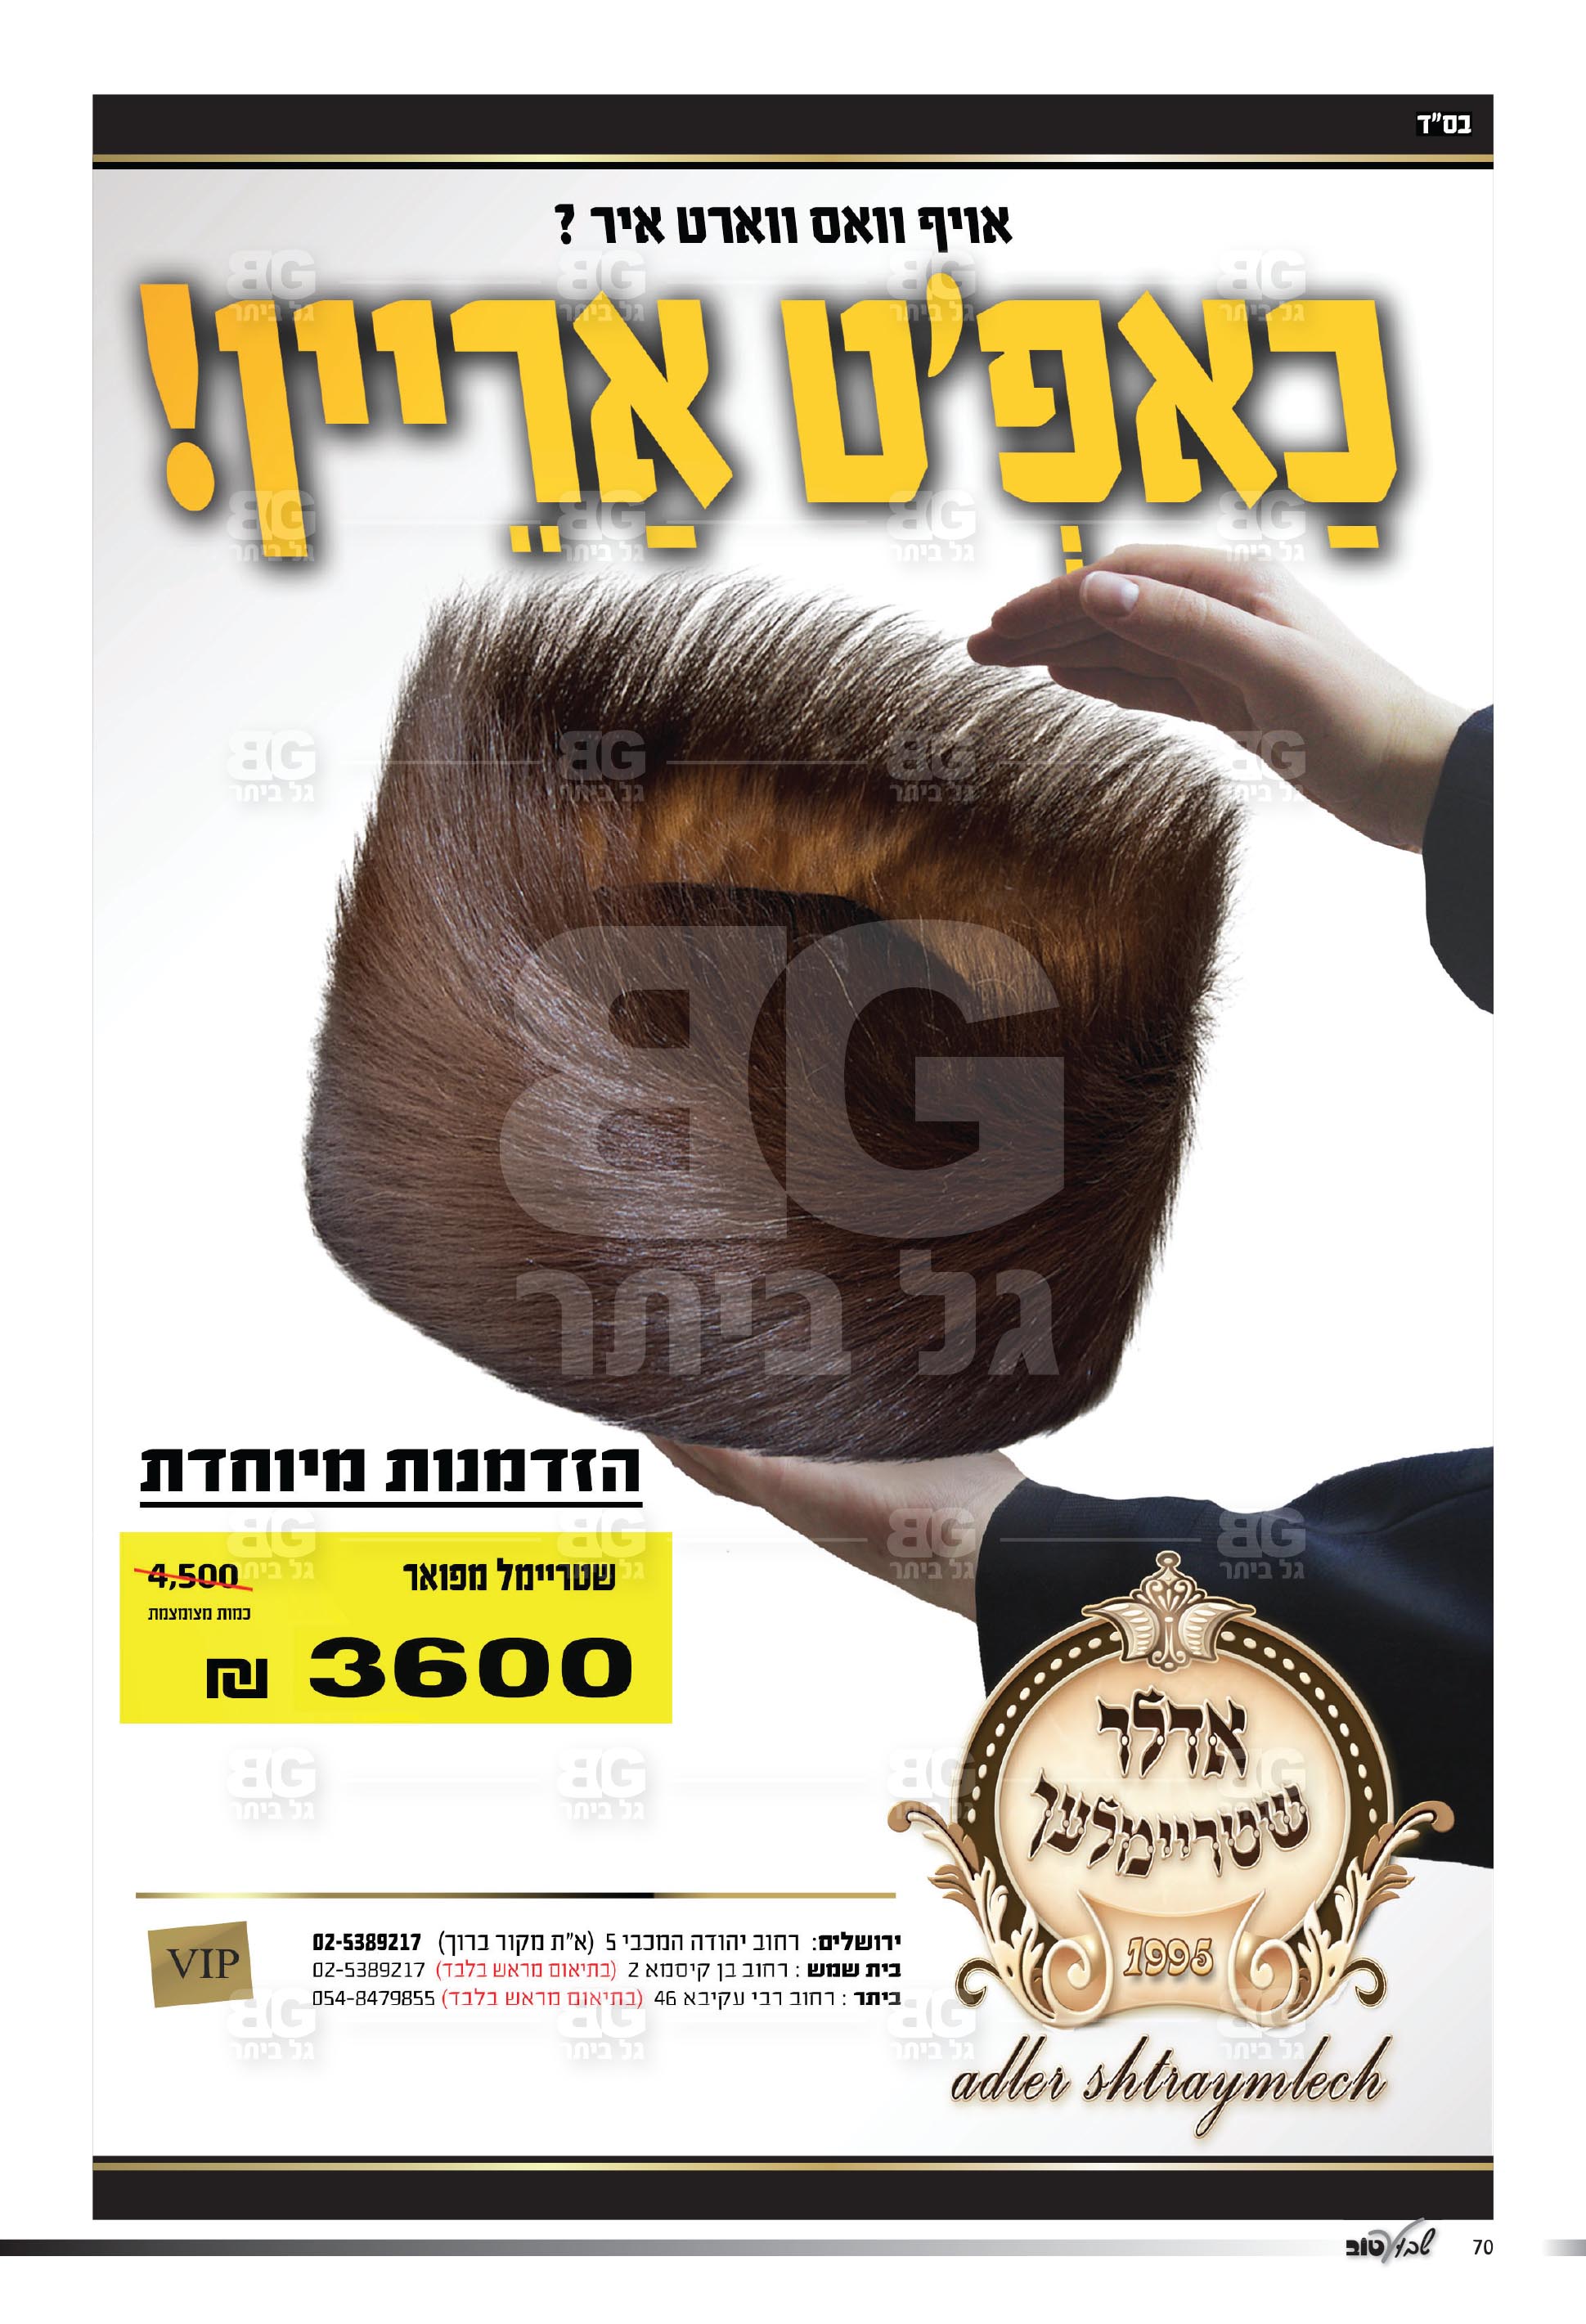 בס"ד
אויף וואס ווארט איר ?
כַאפְּ'ט אַרֵיין!
הזדמנות מיוחדת
שטריימל מפואר
4,500
כמות מצומצמת
3600 ₪
אדלר
שטריימלעך
1995
adler shtraymlech
ירושלים: רחוב יהודה המכבי 5 (א"ת מקור ברוך) 02-5389217
בית שמש : רחוב בן קיסמא 2 (בתיאום מראש בלבד) 02-5389217
ביתר : רחוב רבי עקיבא 46 (בתיאום מראש בלבד) 054-8479855
VIP
BG
גל ביתר
70 שבוע טוב